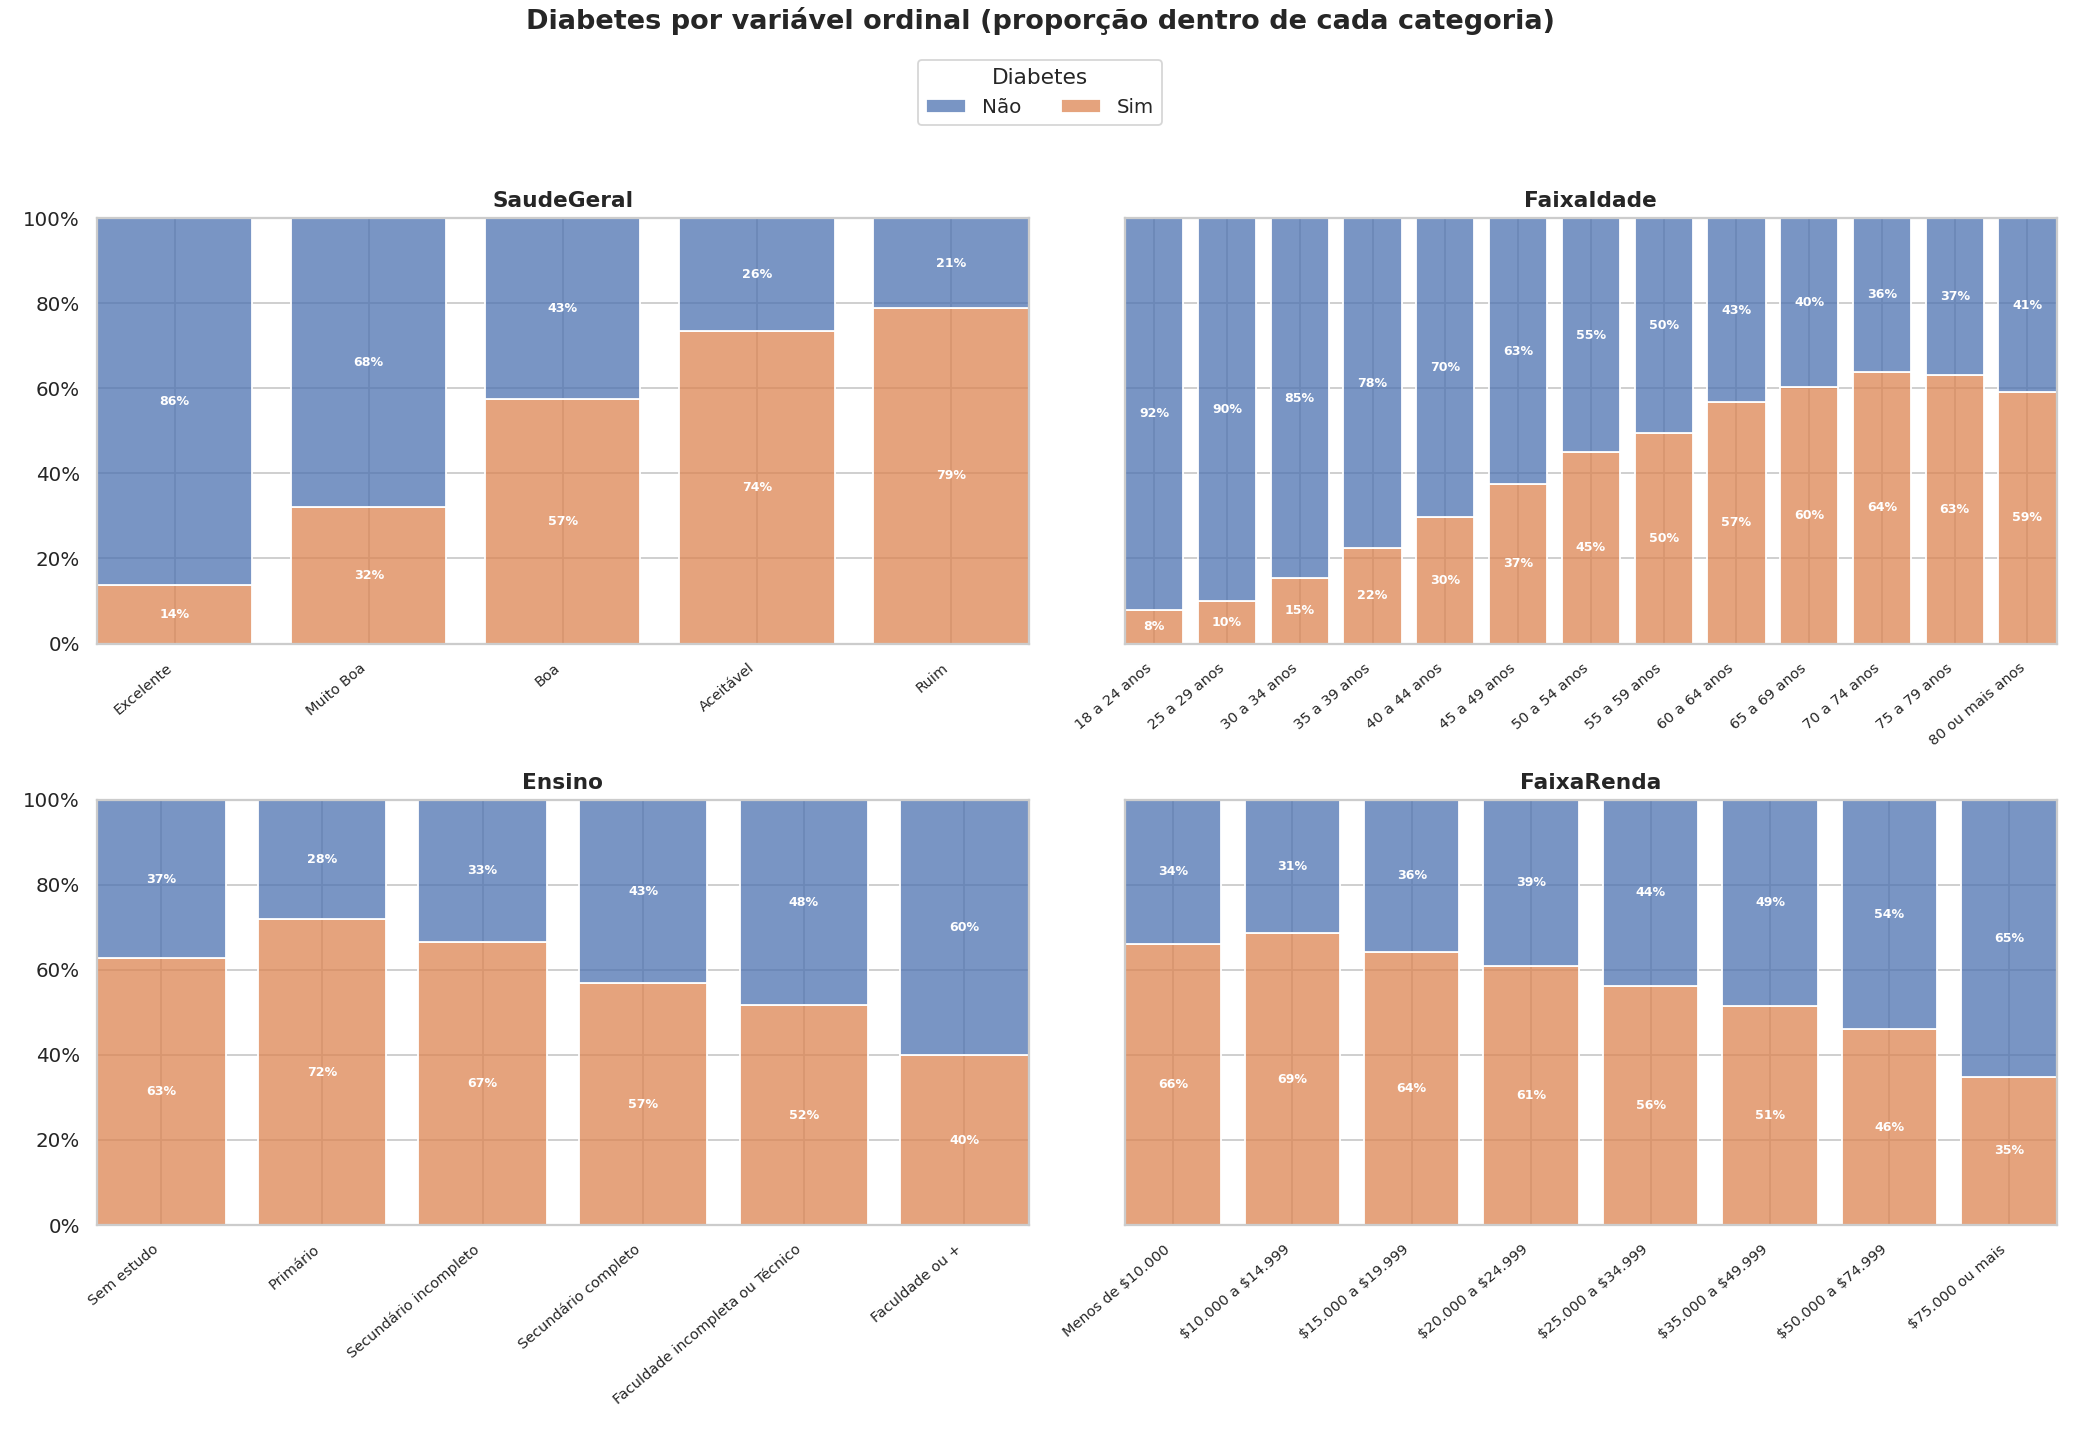 Diabetes por variável ordinal (proporção dentro de cada categoria)
Diabetes
Não Sim
SaudeGeral
100%
80%
60%
40%
20%
0%
86% 68% 43% 26% 21%
14% 32% 57% 74% 79%
Excelente
Muito Boa
Boa
Aceitável
Ruim
FaixaIdade
92% 90% 85% 78% 70% 63% 55% 50% 43% 40% 36% 37% 41%
8% 10% 15% 22% 30% 37% 45% 50% 57% 60% 64% 63% 59%
18 a 24 anos
25 a 29 anos
30 a 34 anos
35 a 39 anos
40 a 44 anos
45 a 49 anos
50 a 54 anos
55 a 59 anos
60 a 64 anos
65 a 69 anos
70 a 74 anos
75 a 79 anos
80 ou mais anos
Ensino
100%
80%
60%
40%
20%
0%
37% 28% 33% 43% 48% 60%
63% 72% 67% 57% 52% 40%
Sem estudo
Primário
Secundário incompleto
Secundário completo
Faculdade incompleta ou Técnico
Faculdade ou +
FaixaRenda
34% 31% 36% 39% 44% 49% 54% 65%
66% 69% 64% 61% 56% 51% 46% 35%
Menos de $10.000
$10.000 a $14.999
$15.000 a $19.999
$20.000 a $24.999
$25.000 a $34.999
$35.000 a $49.999
$50.000 a $74.999
$75.000 ou mais